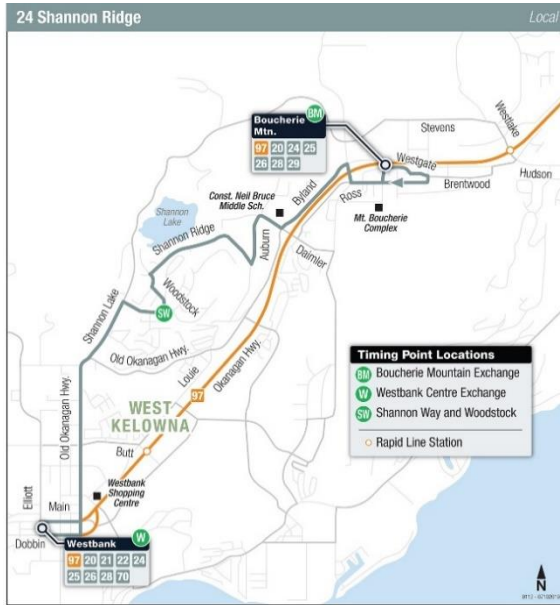 24 Shannon Ridge
Local
Boucherie
Mtn.
BM
97 20 24 25
26 28 29
Stevens
Westlake
Westgate
Hudson
Brentwood
Ross
Byland
Const. Neil Bruce
Middle Sch.
Mt. Boucherie
Complex
Shannon
Lake
Shannon Ridge
Auburn
Daimler
Woodstock
SW
Shannon Lake
Old Okanagan Hwy.
Okanagan Hwy.
Louie
97
WEST
KELOWNA
Old Okanagan Hwy.
Butt
Westbank
Shopping
Centre
Elliott
Main
Dobbin
Westbank
W
97 20 21 22 24
25 26 28 70
Timing Point Locations
BM Boucherie Mountain Exchange
W Westbank Centre Exchange
SW Shannon Way and Woodstock
Rapid Line Station
N